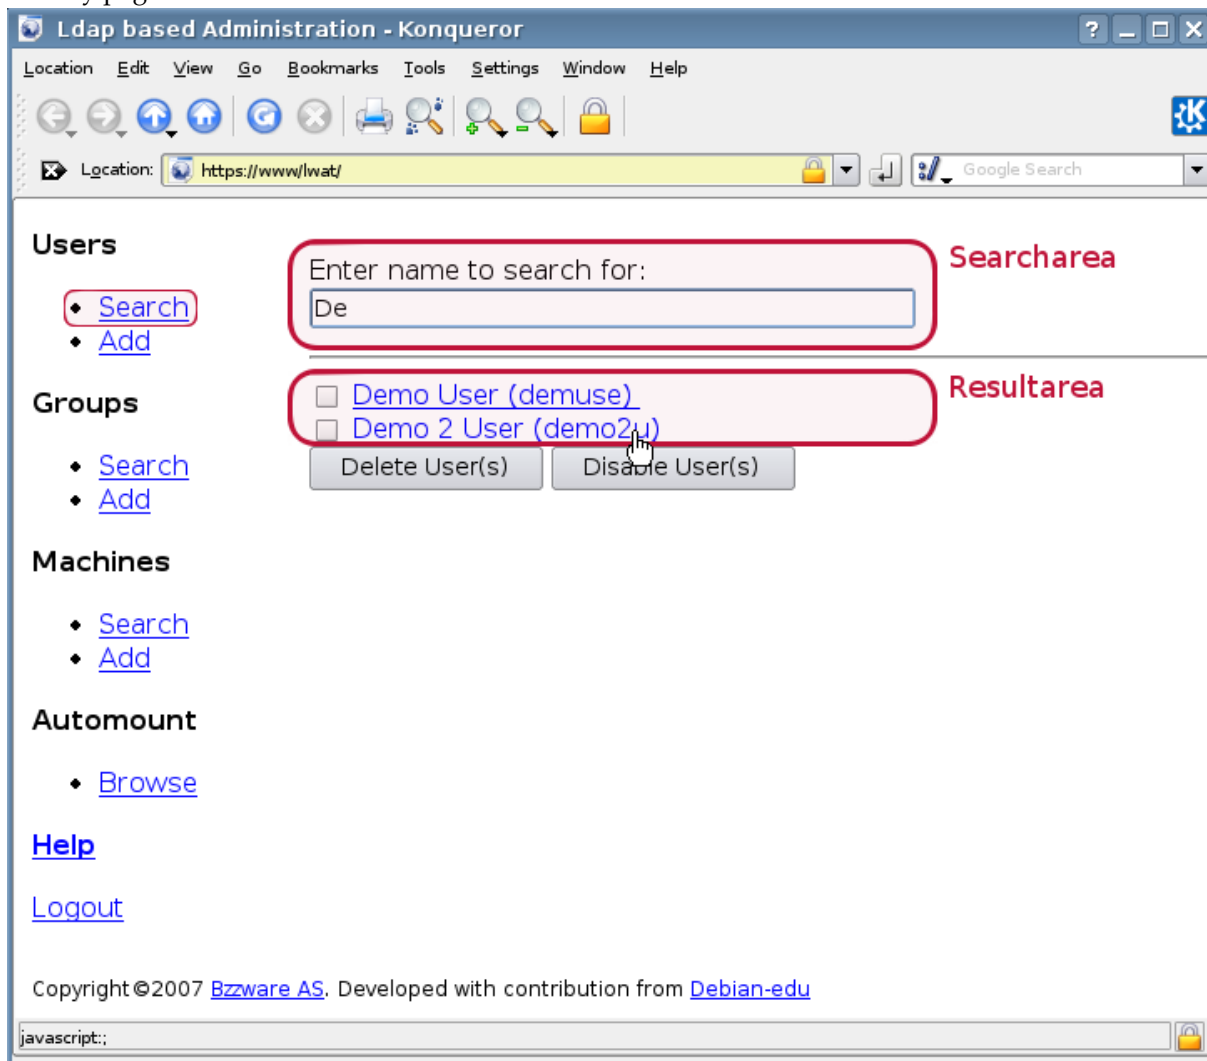 Ldap based Administration - Konqueror
Location Edit View Go Bookmarks Tools Settings Window Help
Location: https://www/lwat/ Google Search
Users
Search
Add
Enter name to search for:
De
Searcharea
Demo User (demuse)
Demo 2 User (demo2u)
Resultarea
Delete User(s) Disable User(s)
Groups
Search
Add
Machines
Search
Add
Automount
Browse
Help
Logout
Copyright ©2007 Bzzware AS. Developed with contribution from Debian-edu
javascript:;